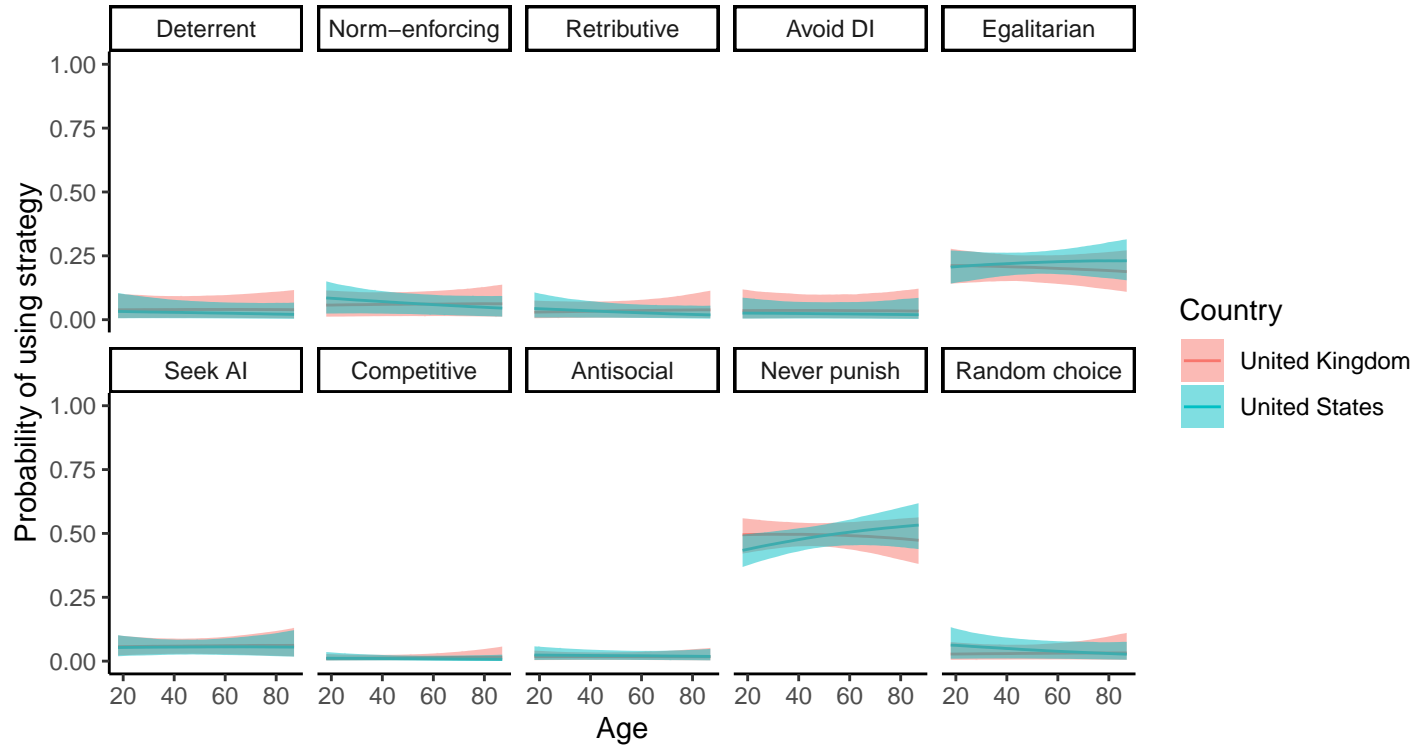 Deterrent Norm−enforcing Retributive Avoid DI Egalitarian
1.00
0.75
0.50
0.25
0.00
Seek AI Competitive Antisocial Never punish Random choice
1.00
0.75
0.50
0.25
0.00
20 40 60 80 20 40 60 80 20 40 60 80 20 40 60 80 20 40 60 80
Age
Probability of using strategy
Country
United Kingdom
United States